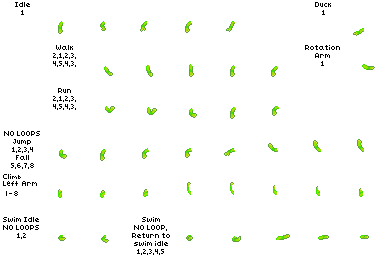 Idle
1
Duck
1
Walk
2,1,2,3,
4,5,4,3,
Rotation
Arm
1
Run
2,1,2,3,
4,5,4,3,
NO LOOPS
Jump
1,2,3,4
Fall
5,6,7,8
Climb
Left Arm
1-8
Swim Idle
NO LOOPS
1,2
Swim
NO LOOP,
Return to
swim idle
1,2,3,4,5